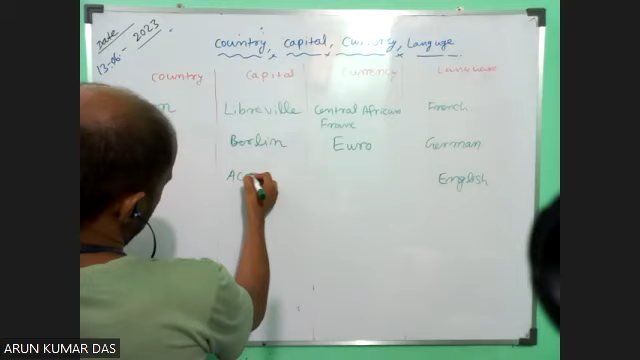 Date
13-06-2023.
Country, Capital, Currency, Language
Country Capital Currency Language
Libreville Central African French
Franc
Berlin Euro German
English
ARUN KUMAR DAS